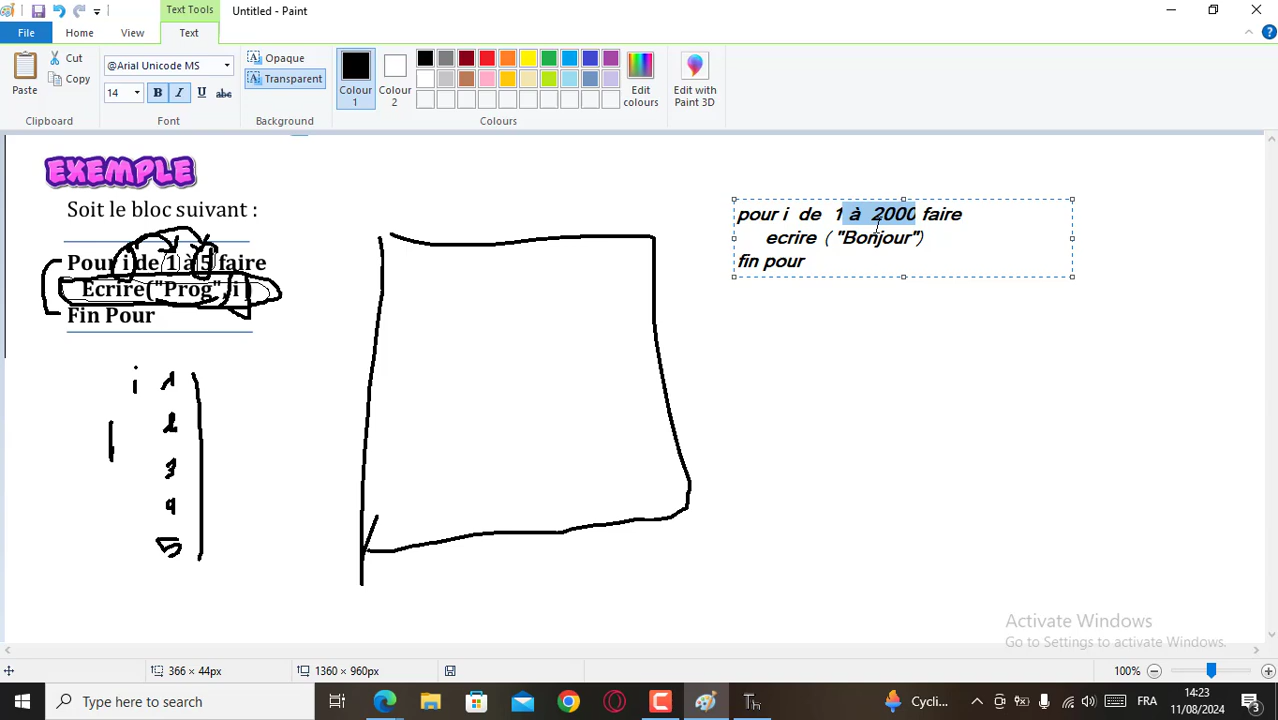 Text Tools
Untitled - Paint
File
Home
View
Text
Paste
Cut
Copy
Clipboard
@Arial Unicode MS
14
B I U abc
Font
Opaque
Transparent
Background
Colour 1
Colour 2
Edit colours
Colours
Edit with Paint 3D
EXEMPLE
Soit le bloc suivant :
Pour i de 1 à 5 faire
Ecrire("Prog", i )
Fin Pour
i 1
2
3
4
5
pour i de 1 à 2000 faire
ecrire ( "Bonjour")
fin pour
Activate Windows
Go to Settings to activate Windows.
366 × 44px
1360 × 960px
100%
Type here to search
Cycli...
FRA
14:23
11/08/2024
3